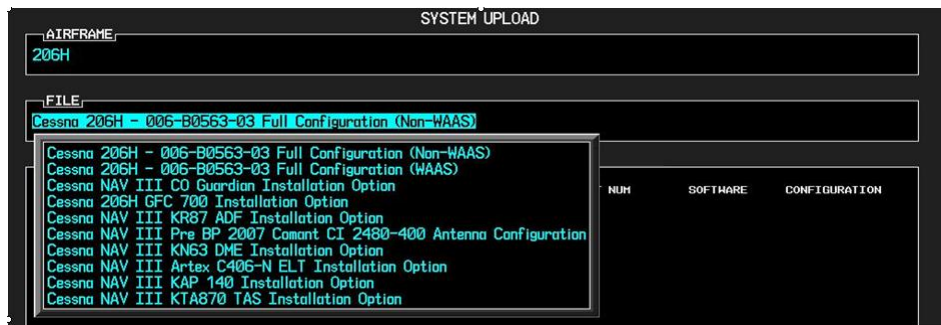 SYSTEM UPLOAD
AIRFRAME
206H
FILE
Cessna 206H - 006-B0563-03 Full Configuration (Non-WAAS)
Cessna 206H - 006-B0563-03 Full Configuration (Non-WAAS)
Cessna 206H - 006-B0563-03 Full Configuration (WAAS)
Cessna NAV III CO Guardian Installation Option
Cessna 206H GFC 700 Installation Option
Cessna NAV III KR87 ADF Installation Option
Cessna NAV III Pre BP 2007 Comant CI 2480-400 Antenna Configuration
Cessna NAV III KN63 DME Installation Option
Cessna NAV III Artex C406-N ELT Installation Option
Cessna NAV III KAP 140 Installation Option
Cessna NAV III KTA870 TAS Installation Option
NUM SOFTWARE CONFIGURATION